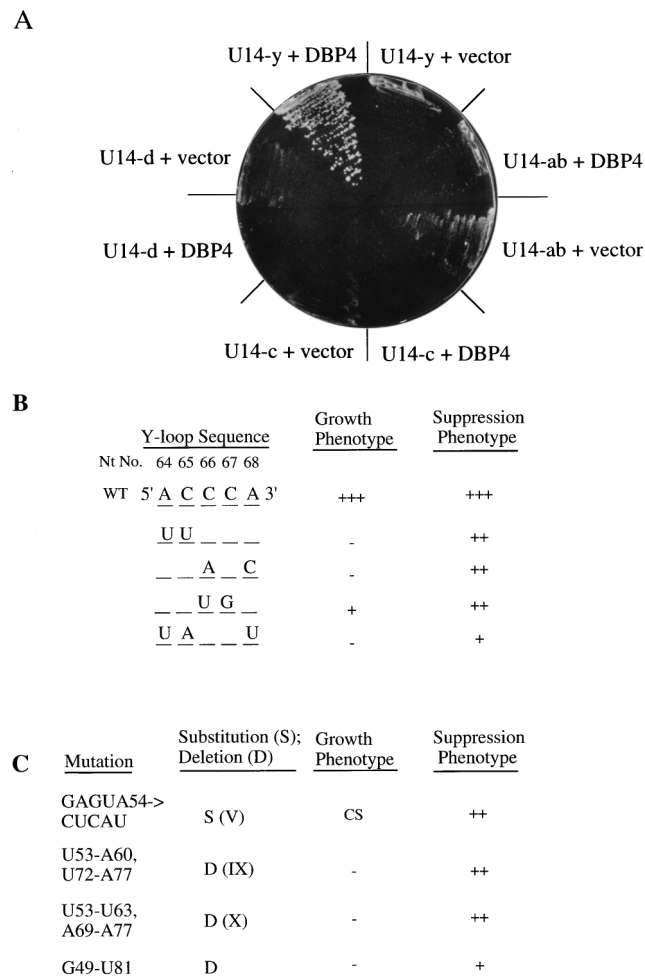 A
U14-y + DBP4 U14-y + vector
U14-d + vector U14-ab + DBP4
U14-d + DBP4 U14-ab + vector
U14-c + vector U14-c + DBP4
B
Y-loop Sequence Growth Phenotype Suppression Phenotype
Nt No. 64 65 66 67 68
WT 5' A C C C A 3' +++ +++
U U _ _ _ - ++
_ _ A _ C - ++
_ _ U G _ + ++
U A _ _ U - +
C
Mutation Substitution (S); Deletion (D) Growth Phenotype Suppression Phenotype
GAGUA54-> CUCAU S (V) CS ++
U53-A60, U72-A77 D (IX) - ++
U53-U63, A69-A77 D (X) - ++
G49-U81 D - +